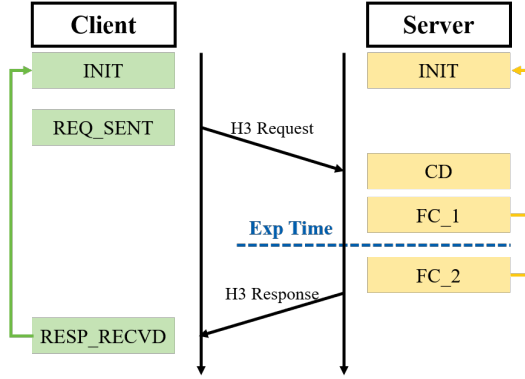 Client
Server
INIT
INIT
REQ_SENT
H3 Request
CD
FC_1
Exp Time
FC_2
H3 Response
RESP_RECVD